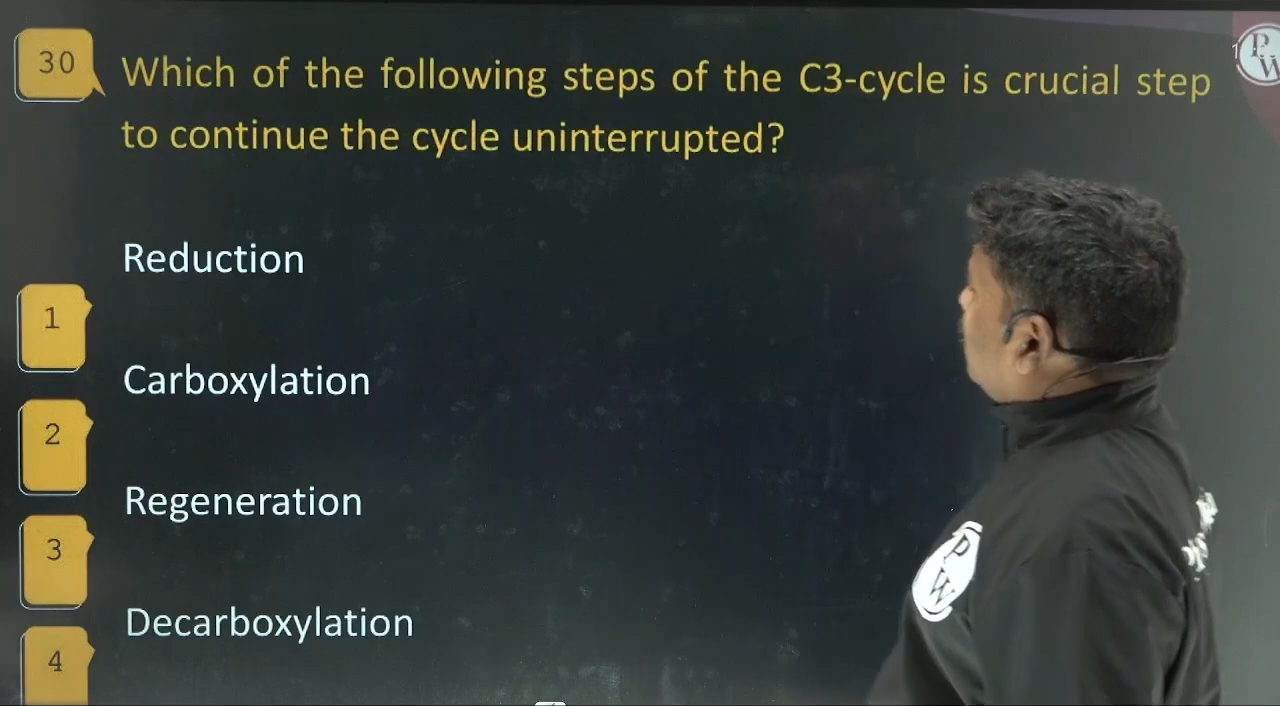 30
Which of the following steps of the C3-cycle is crucial step
to continue the cycle uninterrupted?
Reduction
1
Carboxylation
2
Regeneration
3
Decarboxylation
4
P
W
P
W